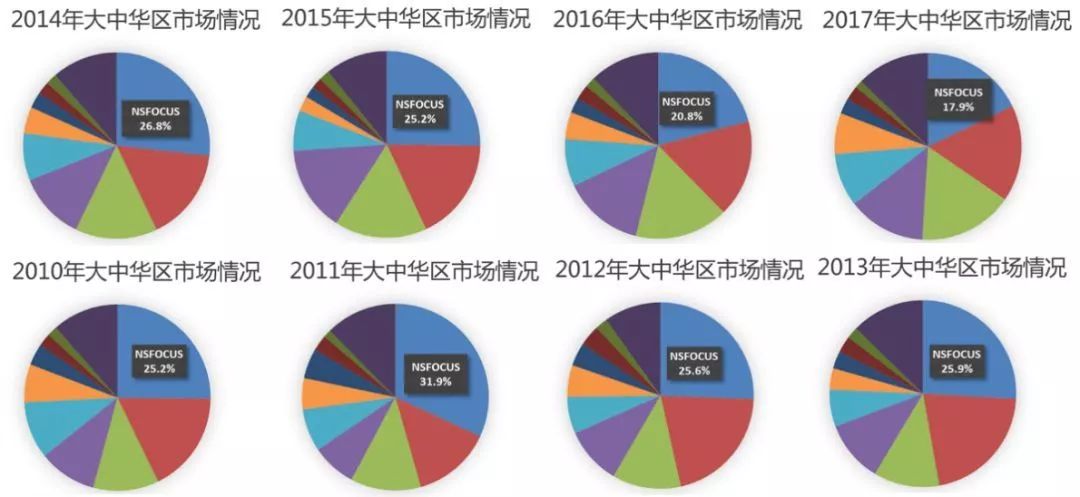 2014年大中华区市场情况
2015年大中华区市场情况
2016年大中华区市场情况
2017年大中华区市场情况
NSFOCUS
26.8%
NSFOCUS
25.2%
NSFOCUS
20.8%
NSFOCUS
17.9%
2010年大中华区市场情况
2011年大中华区市场情况
2012年大中华区市场情况
2013年大中华区市场情况
NSFOCUS
25.2%
NSFOCUS
31.9%
NSFOCUS
25.6%
NSFOCUS
25.9%